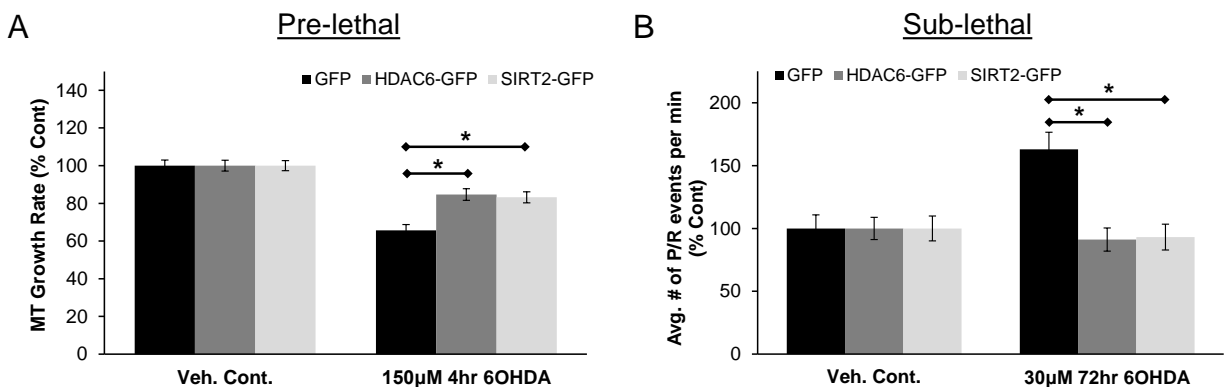 A
Pre-lethal
GFP HDAC6-GFP SIRT2-GFP
MT Growth Rate (% Cont)
140
120
100
80
60
40
20
0
*
*
Veh. Cont.
150µM 4hr 6OHDA
B
Sub-lethal
GFP HDAC6-GFP SIRT2-GFP
Avg. # of P/R events per min
(% Cont)
200
150
100
50
0
*
*
Veh. Cont.
30µM 72hr 6OHDA